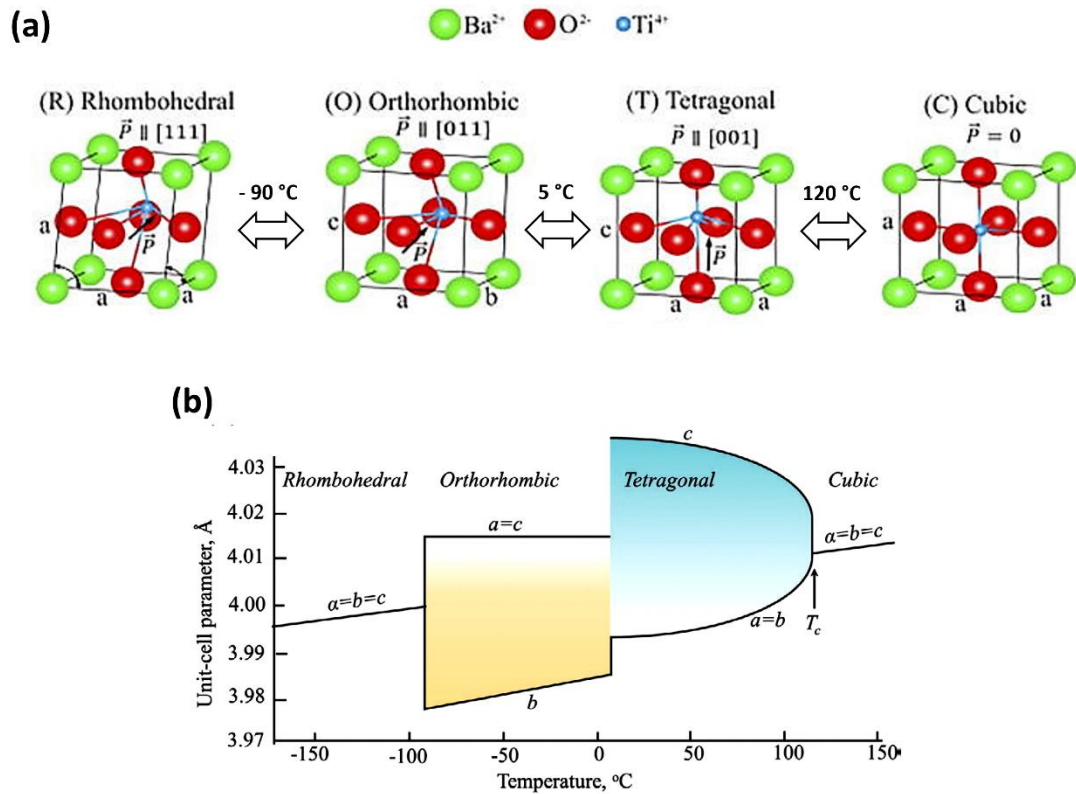 (a)
Ba²⁺ O²⁻ Ti⁴⁺
(R) Rhombohedral
P⃗ ∥ [111]
a
P⃗
a
a
- 90 °C
(O) Orthorhombic
P⃗ ∥ [011]
c
P⃗
a
b
5 °C
(T) Tetragonal
P⃗ ∥ [001]
c
P⃗
a
a
120 °C
(C) Cubic
P⃗ = 0
a
a
a
(b)
Unit-cell parameter, Å
4.03
4.02
4.01
4.00
3.99
3.98
3.97
Rhombohedral
Orthorhombic
Tetragonal
Cubic
α=b=c
a=c
b
c
a=b
α=b=c
Tc
-150 -100 -50 0 50 100 150
Temperature, °C